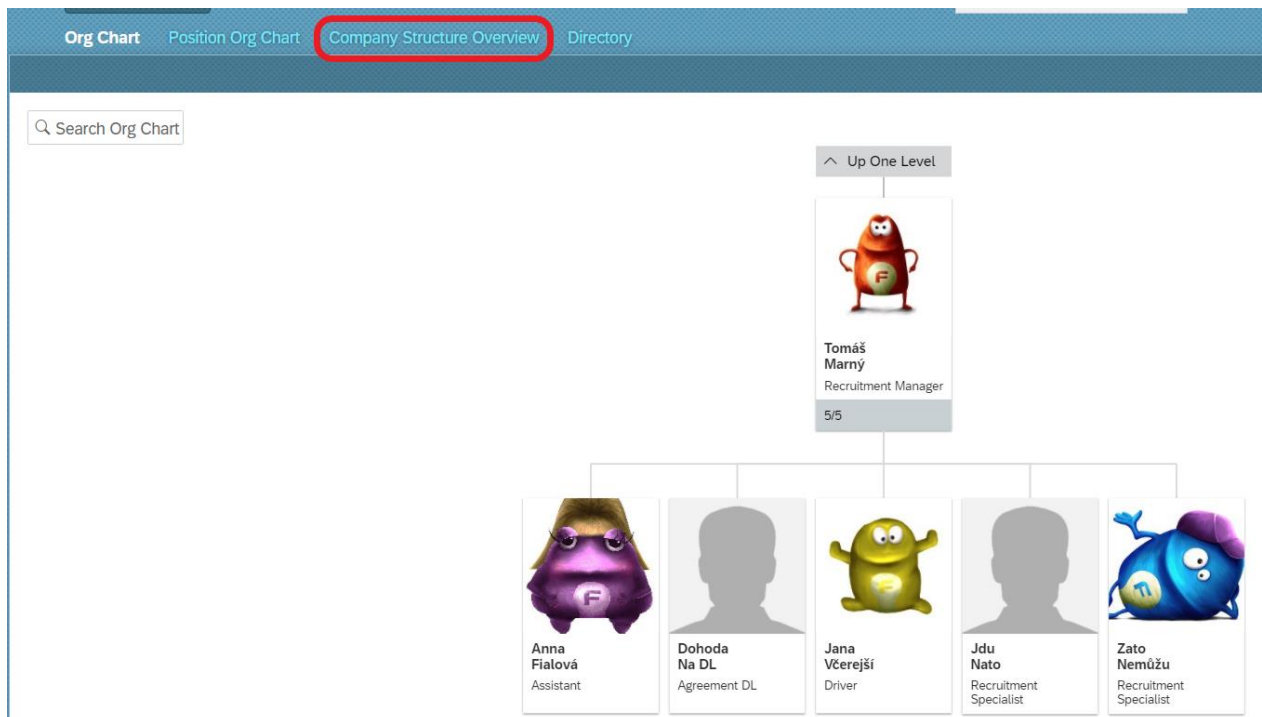 Org Chart Position Org Chart Company Structure Overview Directory
Search Org Chart
Up One Level
F
Tomáš
Marný
Recruitment Manager
5/5
F
F
Anna
Fialová
Assistant
Dohoda
Na DL
Agreement DL
Jana
Včerejší
Driver
Jdu
Nato
Recruitment
Specialist
Zato
Nemůžu
Recruitment
Specialist